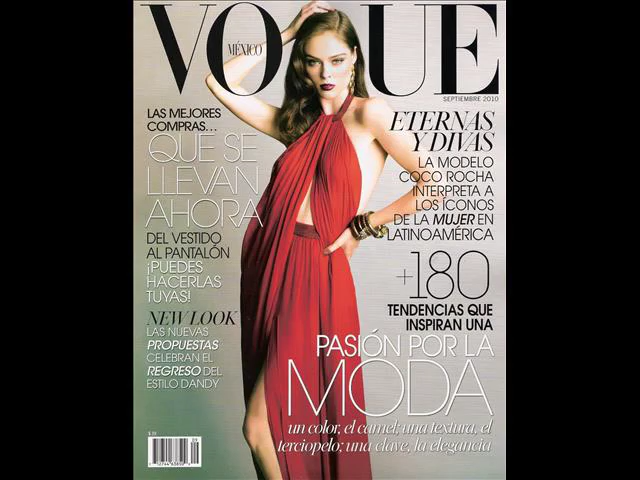 VOGUE
MÉXICO
SEPTIEMBRE 2010
LAS MEJORES
COMPRAS...
QUE SE
LLEVAN
AHORA
DEL VESTIDO
AL PANTALÓN
¡PUEDES
HACERLAS
TUYAS!
NEW LOOK
LAS NUEVAS
PROPUESTAS
CELEBRAN EL
REGRESO DEL
ESTILO DANDY
ETERNAS
Y DIVAS
LA MODELO
COCO ROCHA
INTERPRETA A
LOS ÍCONOS
DE LA MUJER EN
LATINOAMÉRICA
+180
TENDENCIAS QUE
INSPIRAN UNA
PASIÓN POR LA
MODA
un color, el camel; una textura, el
terciopelo; una clave, la elegancia